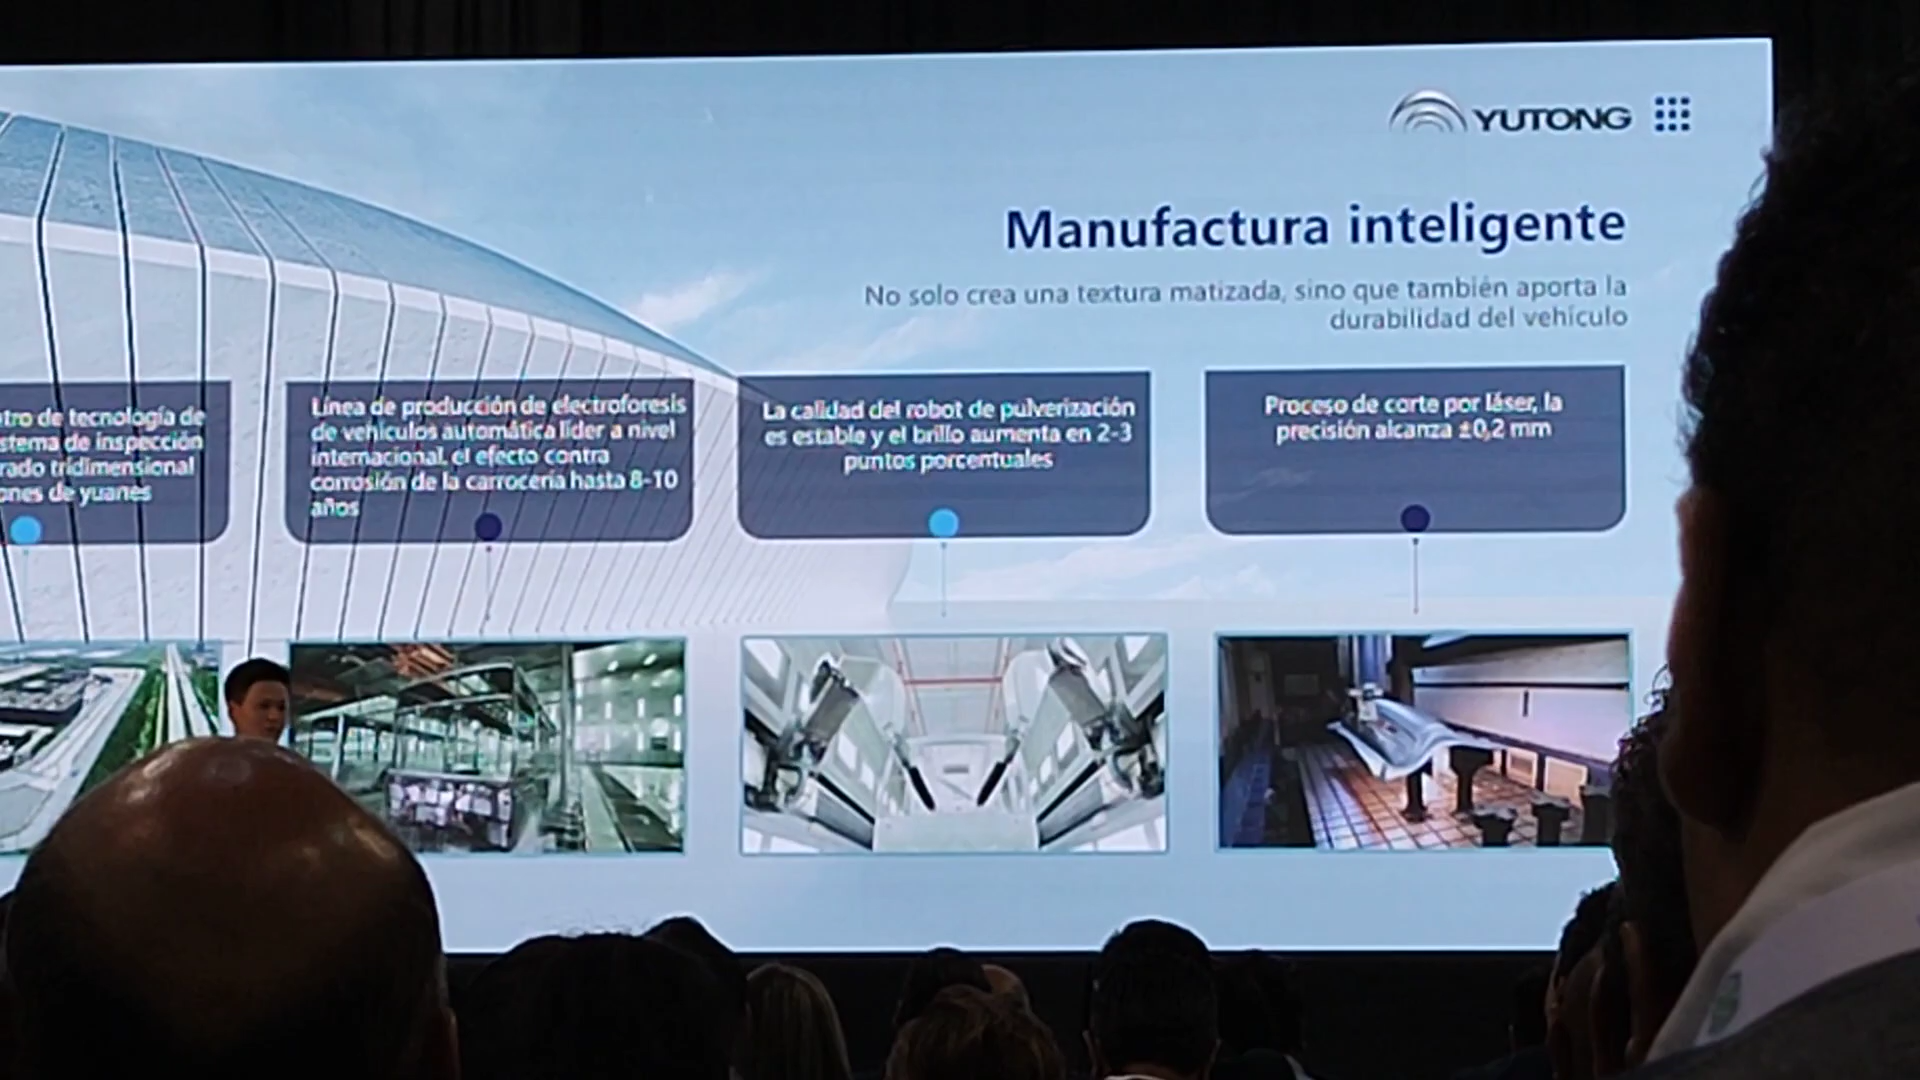 YUTONG
Manufactura inteligente
No solo crea una textura matizada, sino que también aporta la
durabilidad del vehículo
tro de tecnología de
stema de inspección
rado tridimensional
ones de yuanes
Línea de producción de electroforesis
de vehículos automática líder a nivel
internacional, el efecto contra
corrosión de la carrocería hasta 8-10
años
La calidad del robot de pulverización
es estable y el brillo aumenta en 2-3
puntos porcentuales
Proceso de corte por láser, la
precisión alcanza ±0,2 mm